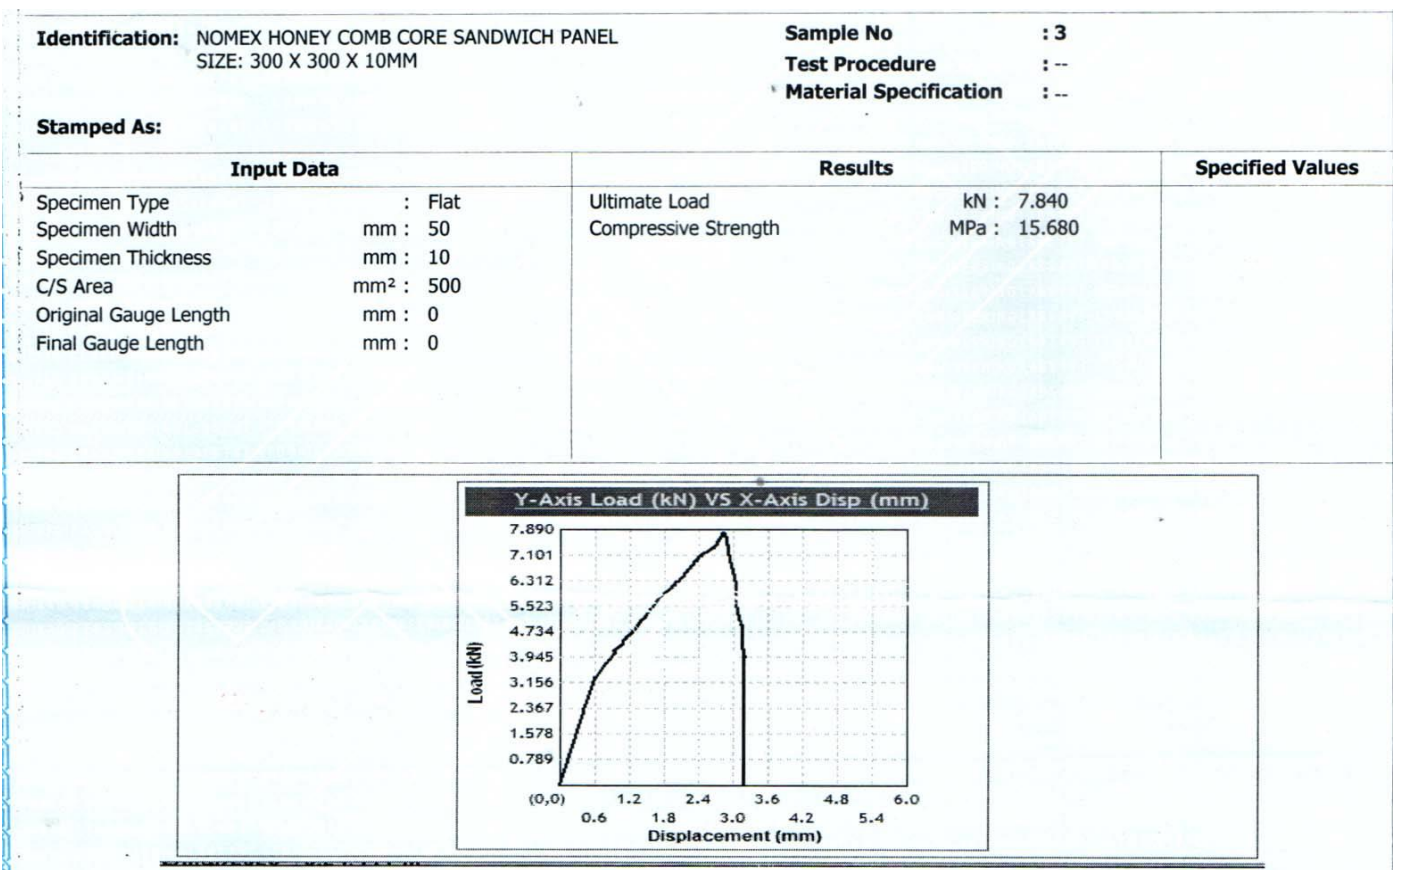 Identification: NOMEX HONEY COMB CORE SANDWICH PANEL
SIZE: 300 X 300 X 10MM
Sample No : 3
Test Procedure : --
Material Specification : --
Stamped As:
Input Data Results Specified Values
Specimen Type : Flat
Specimen Width mm : 50
Specimen Thickness mm : 10
C/S Area mm² : 500
Original Gauge Length mm : 0
Final Gauge Length mm : 0
Ultimate Load kN : 7.840
Compressive Strength MPa : 15.680
Y-Axis Load (kN) VS X-Axis Disp (mm)
Load(kN)
7.890
7.101
6.312
5.523
4.734
3.945
3.156
2.367
1.578
0.789
(0,0) 1.2 2.4 3.6 4.8 6.0
0.6 1.8 3.0 4.2 5.4
Displacement (mm)